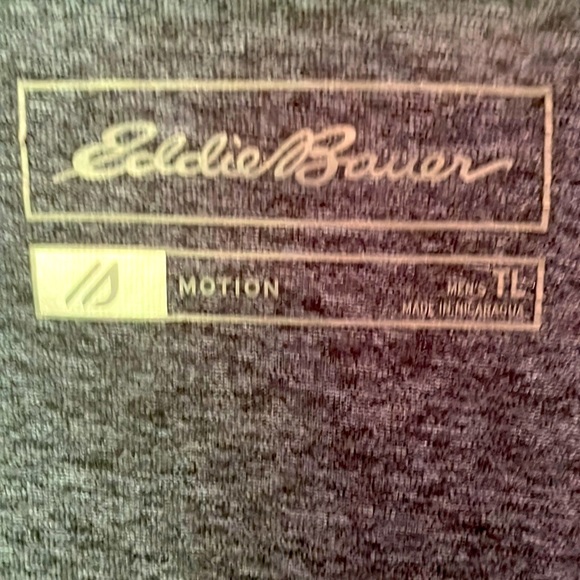 Eddie Bauer
MOTION
MEN'S TL
MADE IN NICARAGUA